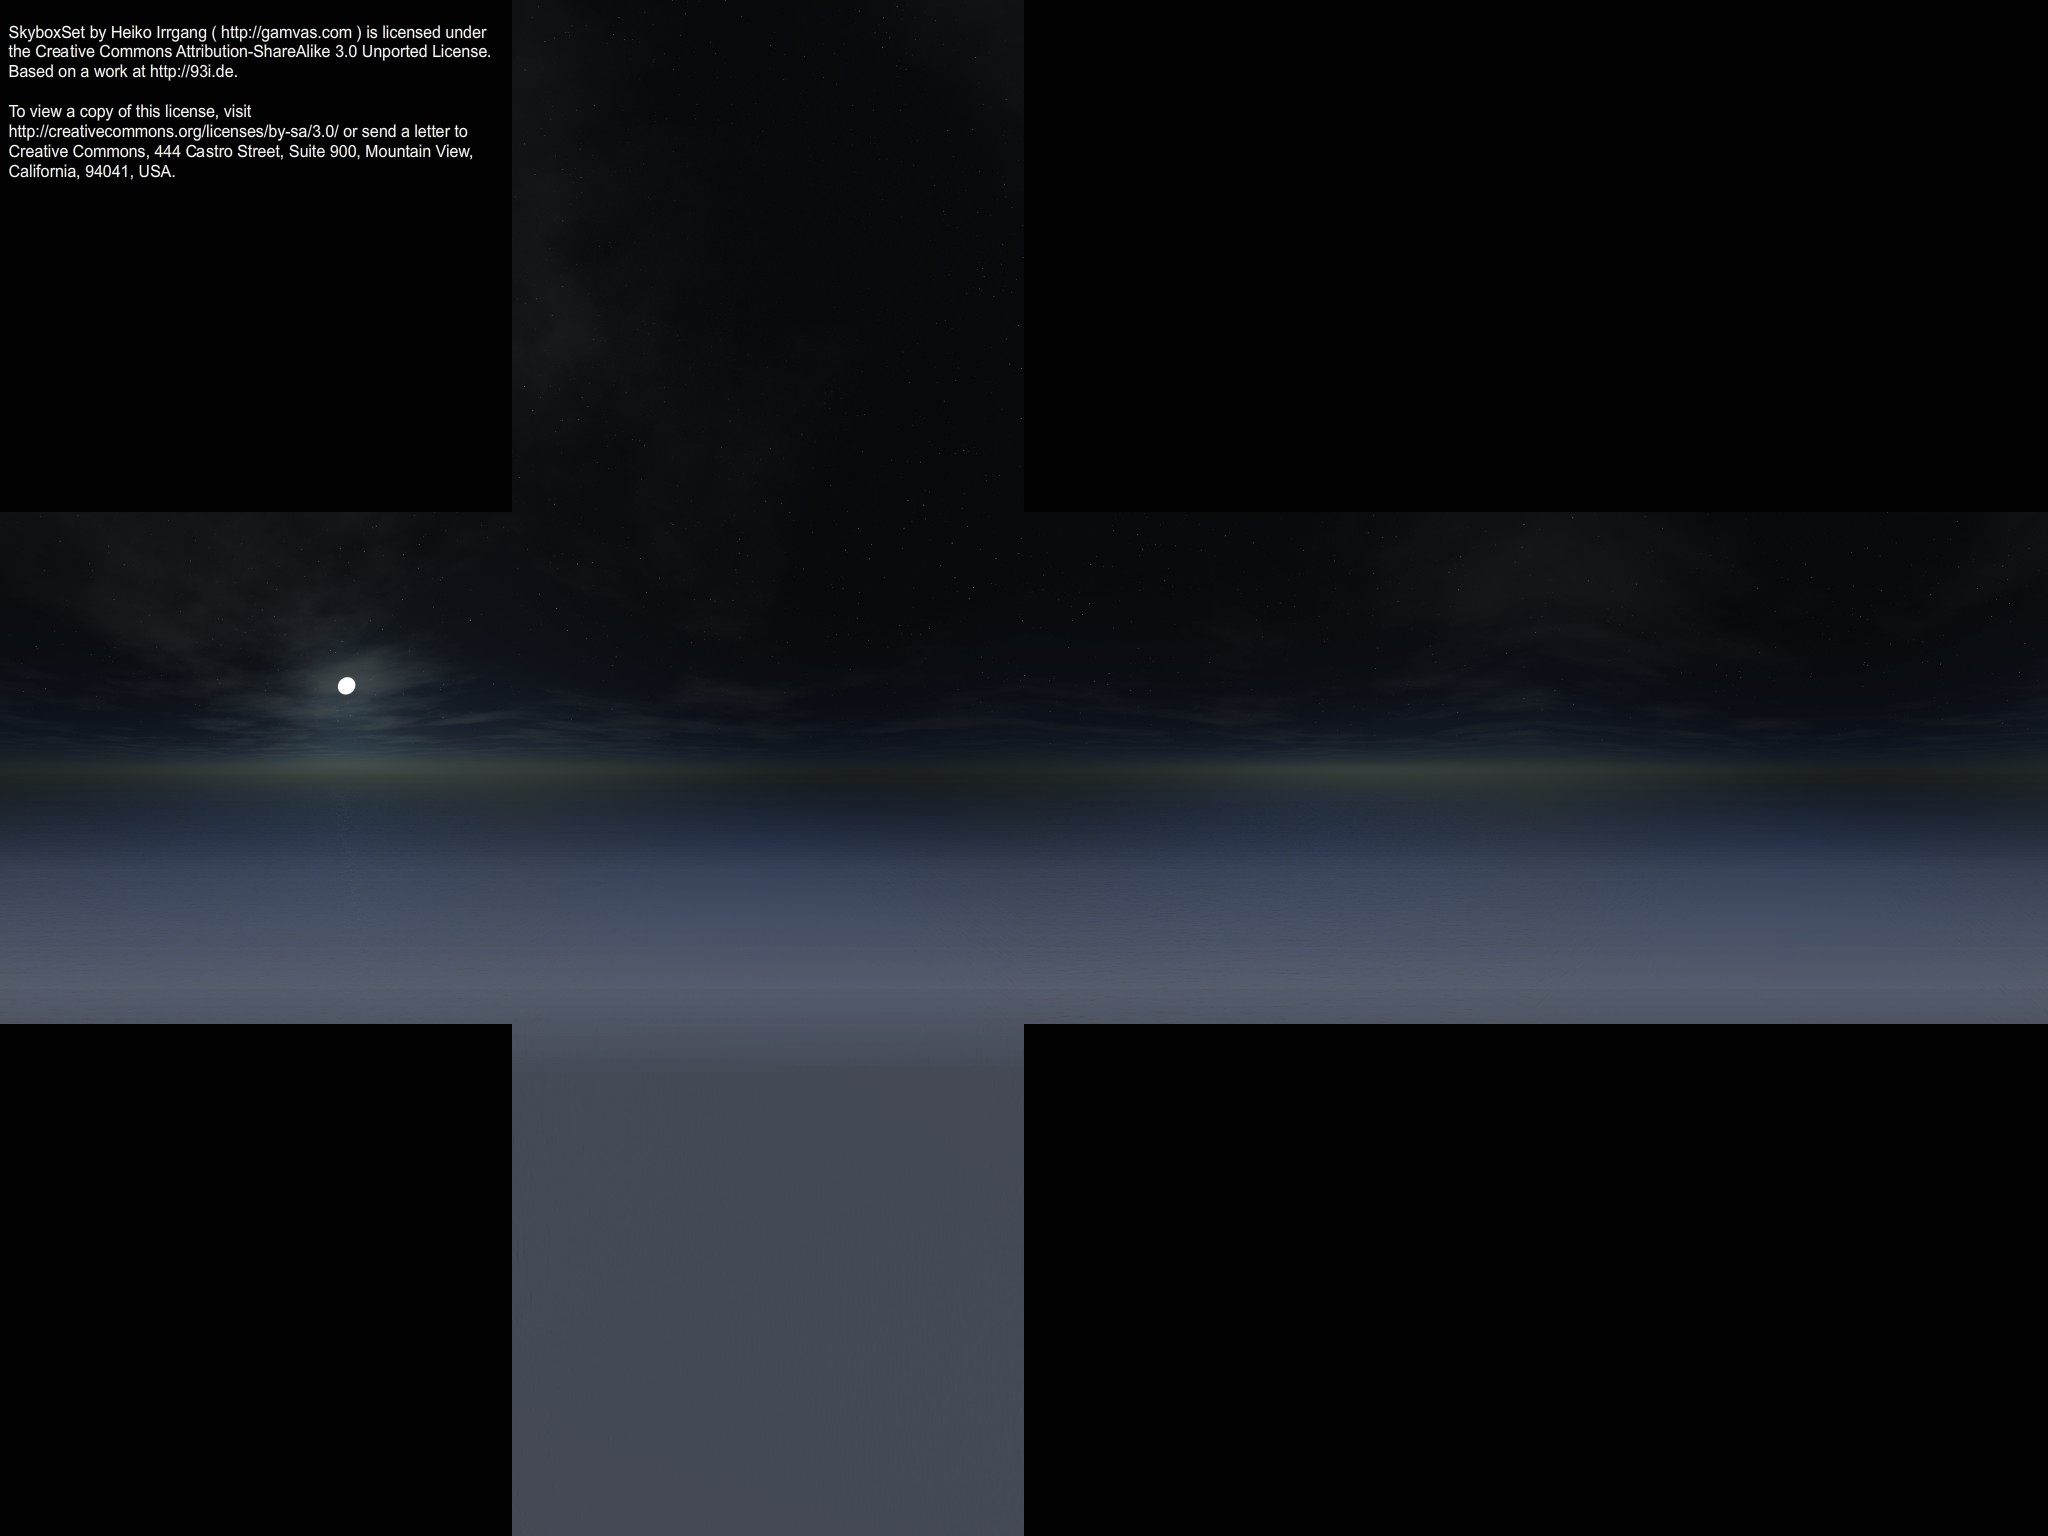 SkyboxSet by Heiko Irrgang ( http://gamvas.com ) is licensed under
the Creative Commons Attribution-ShareAlike 3.0 Unported License.
Based on a work at http://93i.de.
To view a copy of this license, visit
http://creativecommons.org/licenses/by-sa/3.0/ or send a letter to
Creative Commons, 444 Castro Street, Suite 900, Mountain View,
California, 94041, USA.